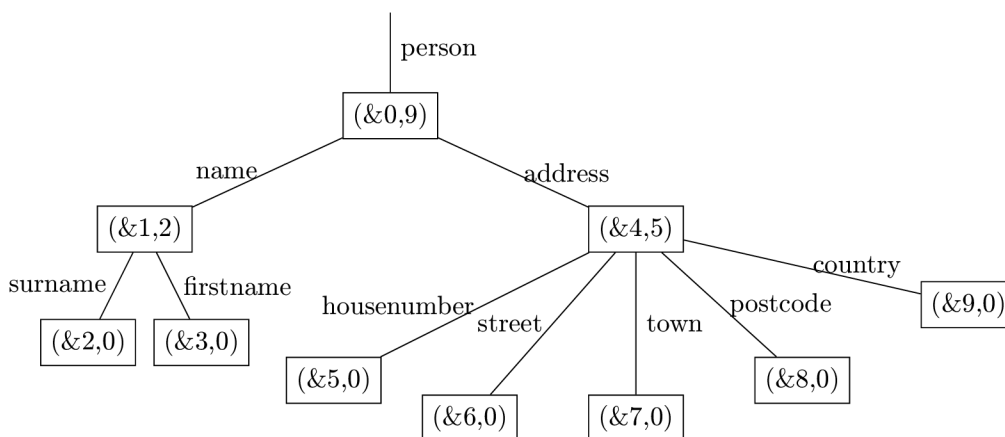 person
(&0,9)
name
address
(&1,2)
(&4,5)
surname
firstname
housenumber
street
town
postcode
country
(&2,0)
(&3,0)
(&5,0)
(&6,0)
(&7,0)
(&8,0)
(&9,0)